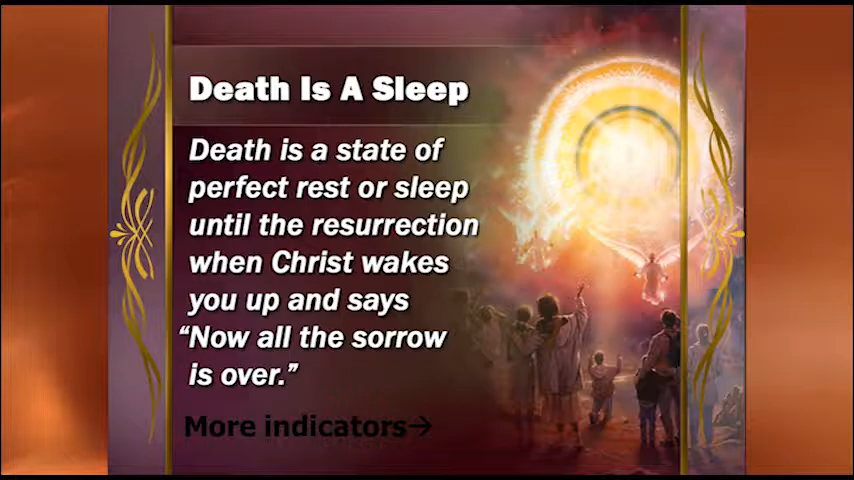 Death Is A Sleep
Death is a state of
perfect rest or sleep
until the resurrection
when Christ wakes
you up and says
“Now all the sorrow
is over.”
More indicators→